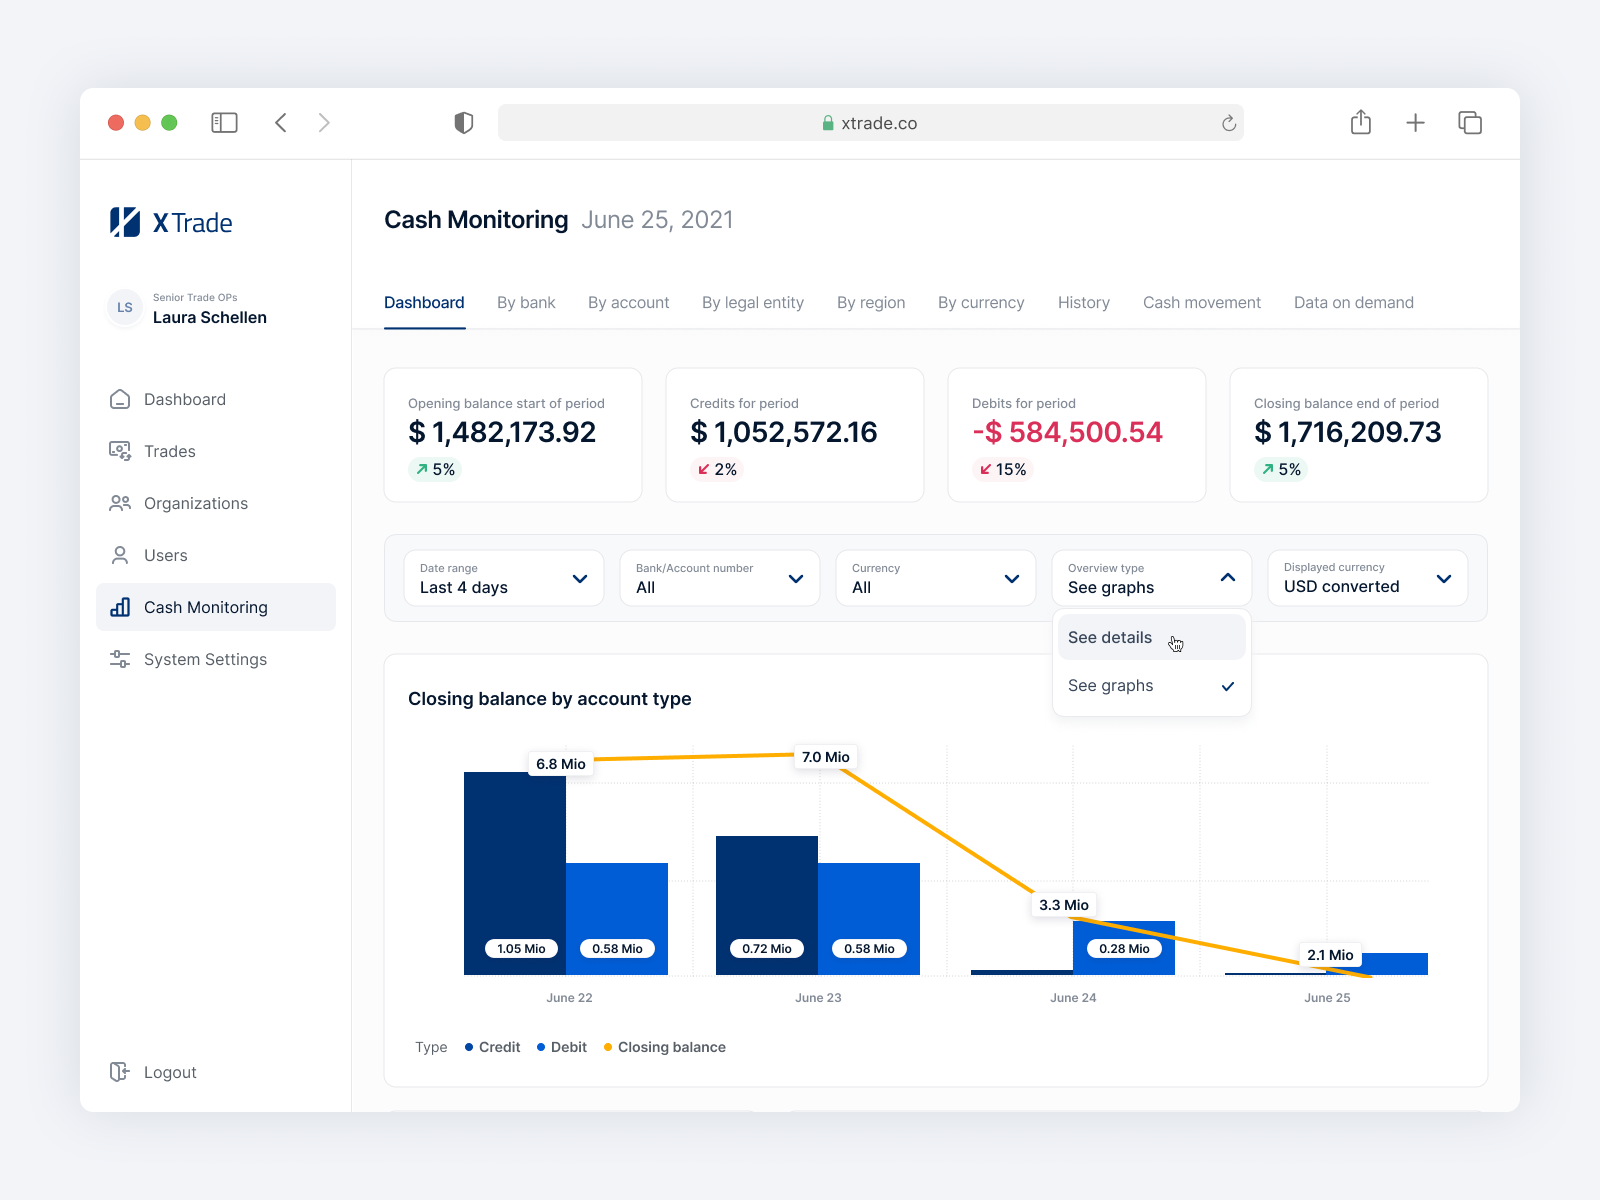 xtrade.co
X Trade
LS
Senior Trade OPs
Laura Schellen
Dashboard
Trades
Organizations
Users
Cash Monitoring
System Settings
Logout
Cash Monitoring June 25, 2021
Dashboard By bank By account By legal entity By region By currency History Cash movement Data on demand
Opening balance start of period
$ 1,482,173.92
5%
Credits for period
$ 1,052,572.16
2%
Debits for period
-$ 584,500.54
15%
Closing balance end of period
$ 1,716,209.73
5%
Date range
Last 4 days
Bank/Account number
All
Currency
All
Overview type
See graphs
Displayed currency
USD converted
See details
See graphs
Closing balance by account type
6.8 Mio
7.0 Mio
3.3 Mio
2.1 Mio
1.05 Mio
0.58 Mio
0.72 Mio
0.58 Mio
0.28 Mio
June 22
June 23
June 24
June 25
Type Credit Debit Closing balance